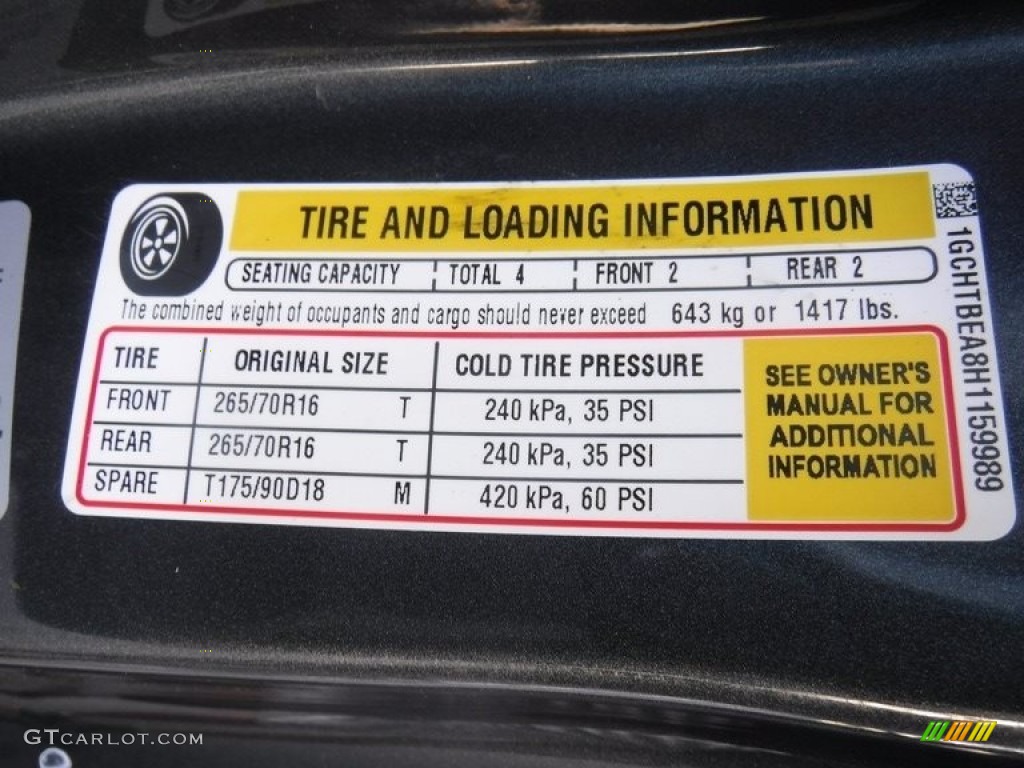 TIRE AND LOADING INFORMATION
SEATING CAPACITY TOTAL 4 FRONT 2 REAR 2
The combined weight of occupants and cargo should never exceed 643 kg or 1417 lbs.
TIRE ORIGINAL SIZE COLD TIRE PRESSURE
FRONT 265/70R16 T 240 kPa, 35 PSI
REAR 265/70R16 T 240 kPa, 35 PSI
SPARE T175/90D18 M 420 kPa, 60 PSI
SEE OWNER'S
MANUAL FOR
ADDITIONAL
INFORMATION
1GCHTBEA8H1159989
GTCARLOT.COM